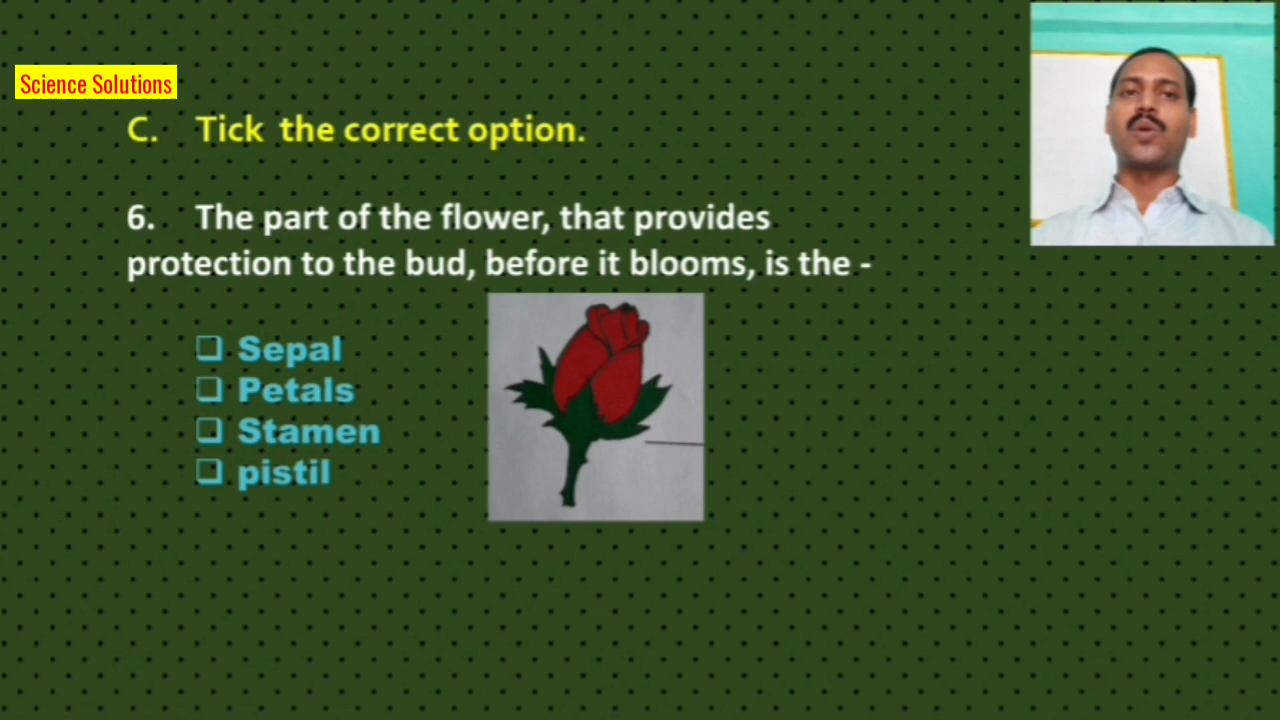 Science Solutions
C. Tick the correct option.
6. The part of the flower, that provides
protection to the bud, before it blooms, is the -
❑ Sepal
❑ Petals
❑ Stamen
❑ pistil